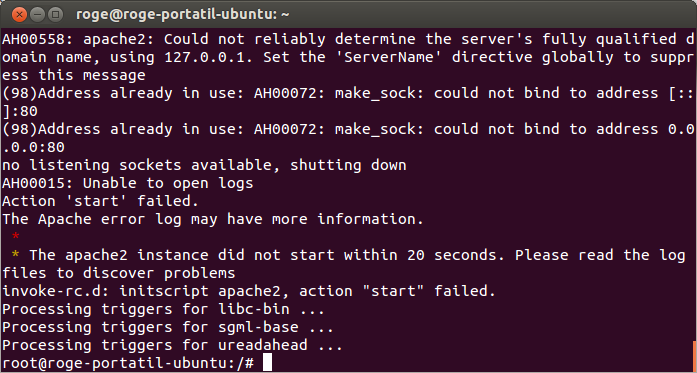 roge@roge-portatil-ubuntu: ~
AH00558: apache2: Could not reliably determine the server's fully qualified d
omain name, using 127.0.0.1. Set the 'ServerName' directive globally to suppr
ess this message
(98)Address already in use: AH00072: make_sock: could not bind to address [::
]:80
(98)Address already in use: AH00072: make_sock: could not bind to address 0.0
.0.0:80
no listening sockets available, shutting down
AH00015: Unable to open logs
Action 'start' failed.
The Apache error log may have more information.
*
* The apache2 instance did not start within 20 seconds. Please read the log
files to discover problems
invoke-rc.d: initscript apache2, action "start" failed.
Processing triggers for libc-bin ...
Processing triggers for sgml-base ...
Processing triggers for ureadahead ...
root@roge-portatil-ubuntu:/#